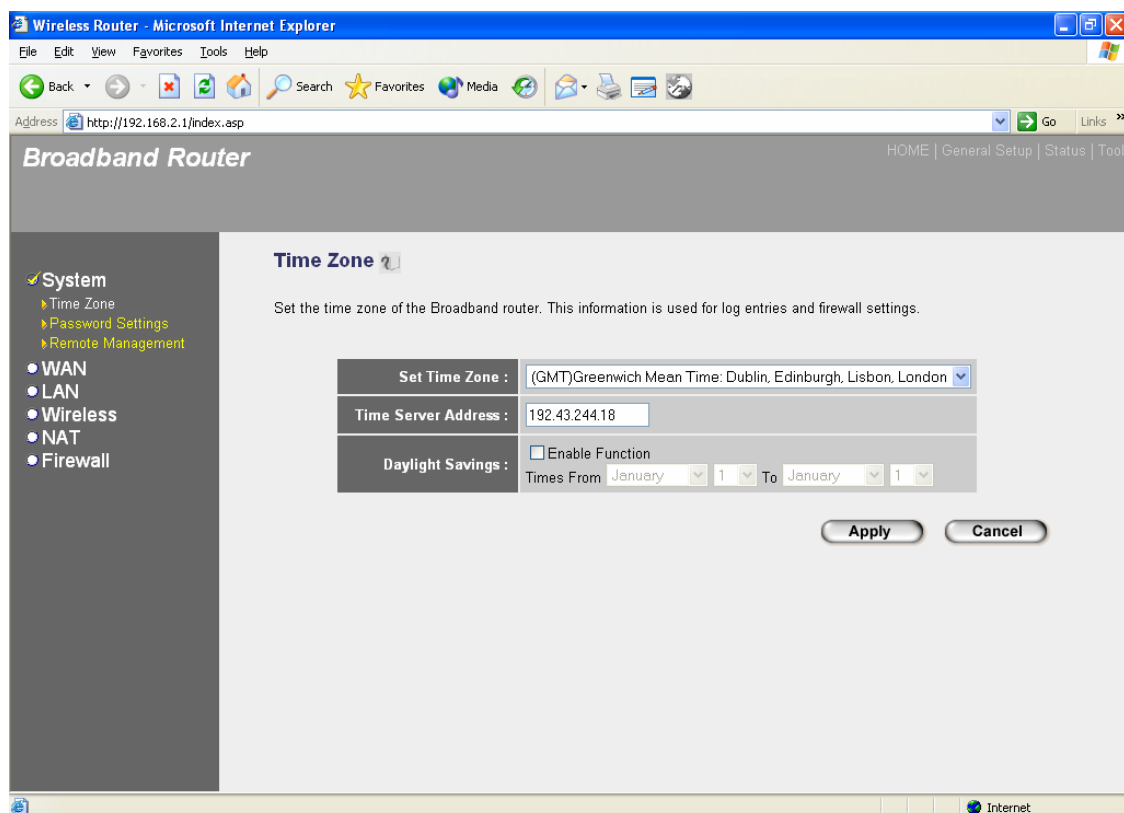 Wireless Router - Microsoft Internet Explorer
File Edit View Favorites Tools Help
Back Search Favorites Media
Address http://192.168.2.1/index.asp Go Links »
Broadband Router
HOME | General Setup | Status | Tool
System
Time Zone
Password Settings
Remote Management
WAN
LAN
Wireless
NAT
Firewall
Time Zone
Set the time zone of the Broadband router. This information is used for log entries and firewall settings.
Set Time Zone : (GMT)Greenwich Mean Time: Dublin, Edinburgh, Lisbon, London
Time Server Address : 192.43.244.18
Daylight Savings : Enable Function
Times From January 1 To January 1
Apply Cancel
Internet